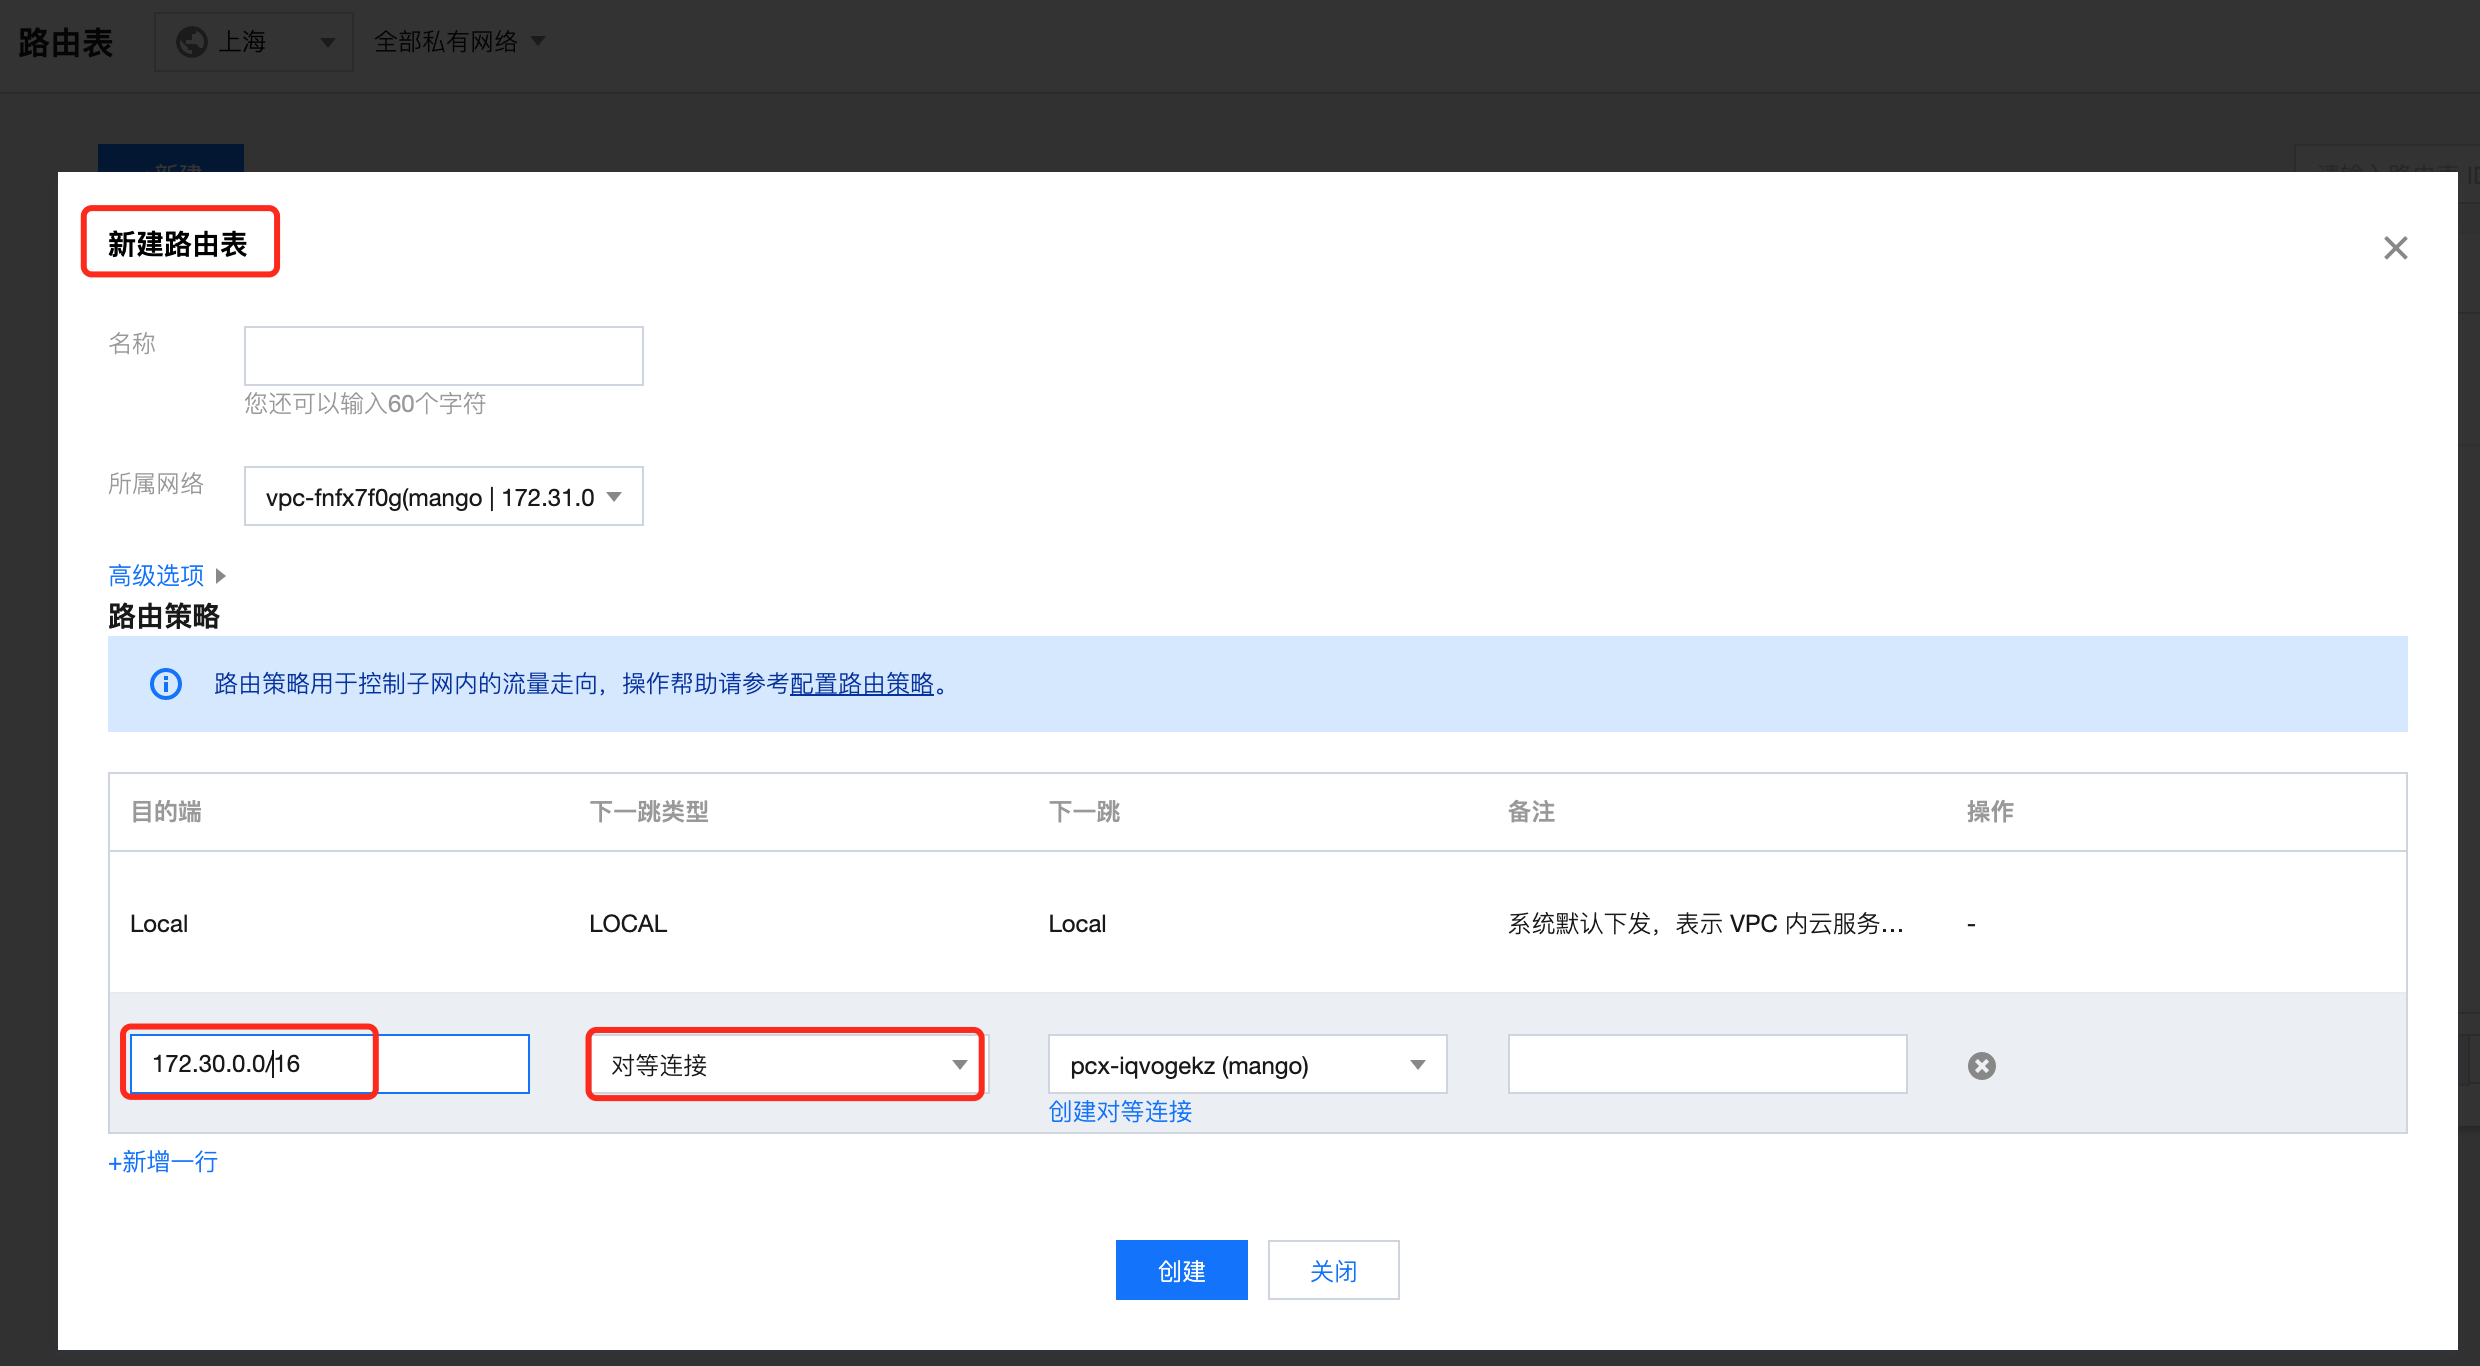 路由表
上海
全部私有网络
新建路由表
名称
您还可以输入60个字符
所属网络
vpc-fnfx7f0g(mango | 172.31.0
高级选项
路由策略
路由策略用于控制子网内的流量走向，操作帮助请参考配置路由策略。
目的端 下一跳类型 下一跳 备注 操作
Local LOCAL Local 系统默认下发，表示 VPC 内云服务... -
172.30.0.0/16 对等连接 pcx-iqvogekz (mango)
创建对等连接
+新增一行
创建 关闭